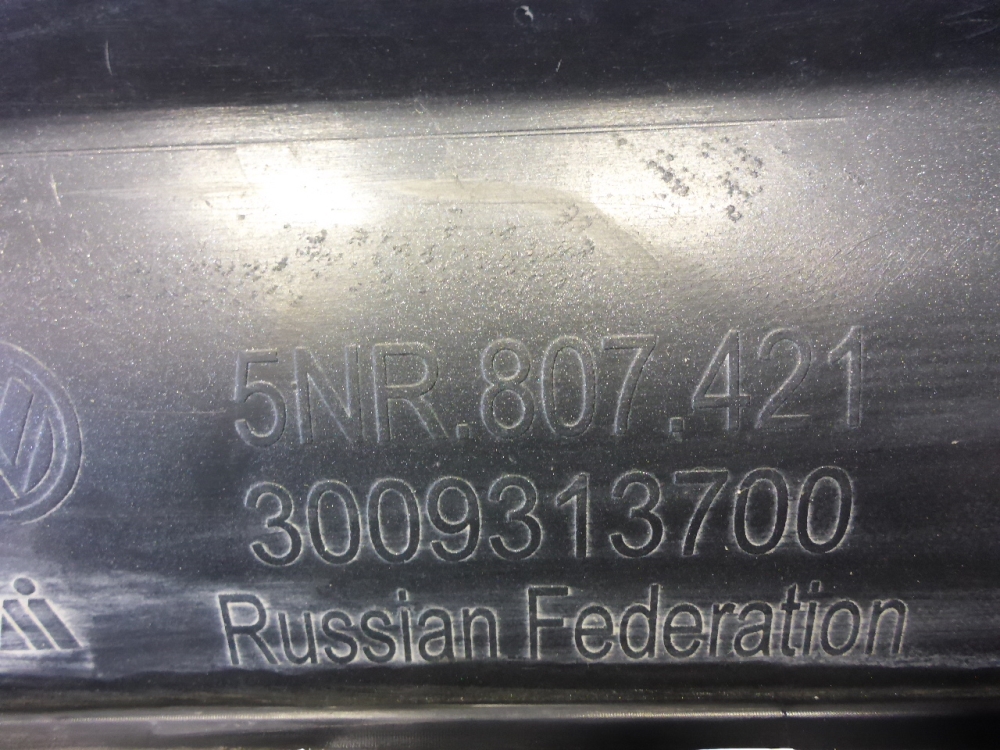 5NR.807.421
3009313700
Russian Federation